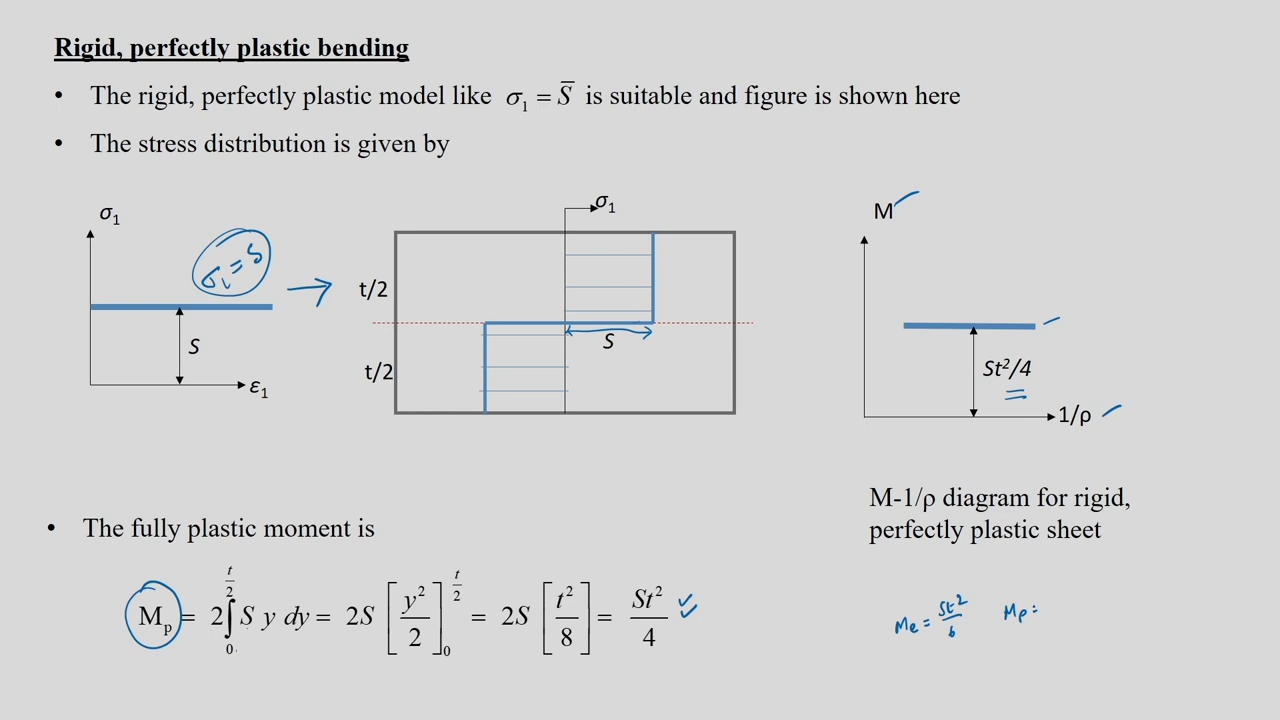 Rigid, perfectly plastic bending
• The rigid, perfectly plastic model like σ₁ = S̅ is suitable and figure is shown here
• The stress distribution is given by
σ₁
σ₁ = S
S
ε₁
σ₁
t/2
S
t/2
M
St²/4
1/ρ
M-1/ρ diagram for rigid,
perfectly plastic sheet
• The fully plastic moment is
M_p = 2∫₀^{t/2} S y dy = 2S [y²/2]₀^{t/2} = 2S [t²/8] = St²/4
Me = St²/6 Mp =